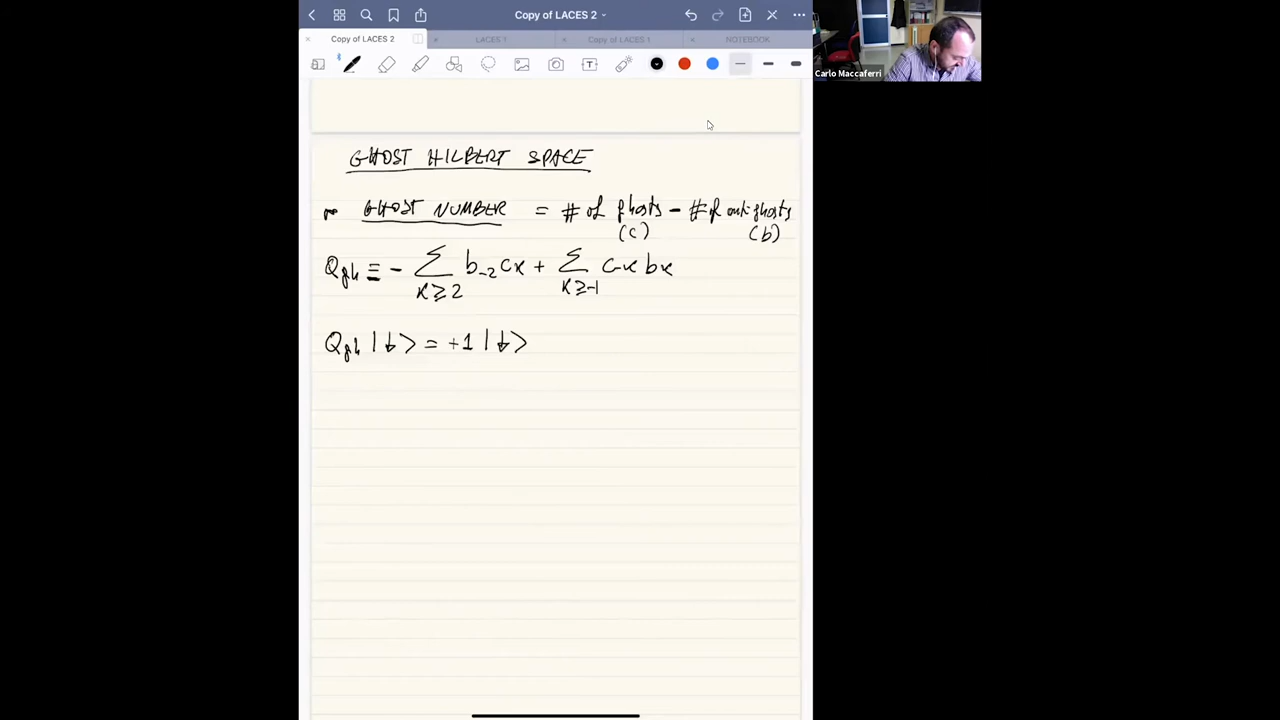 Copy of LACES 2
Copy of LACES 2
LACES 1
Copy of LACES 1
NOTEBOOK
Carlo Maccaferri
GHOST HILBERT SPACE
~ GHOST NUMBER = # of ghosts - # of antighosts
(c) (b)
Qgh ≡ - Σ b-2 cK + Σ c-K bK
K≥2 K≥-1
Qgh |↓> = +1 |↓>